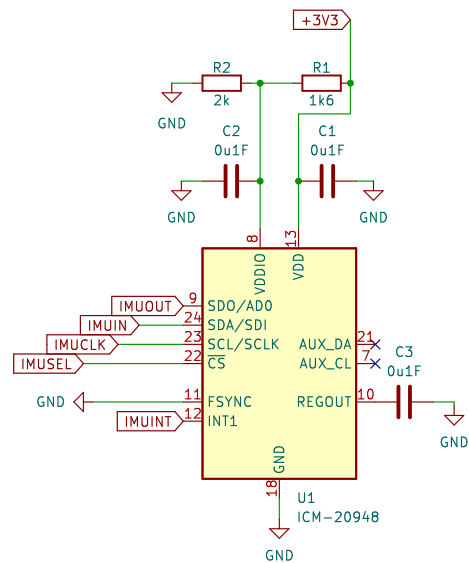 +3V3
R2
R1
2k
1k6
GND
C2
C1
0u1F
0u1F
GND
GND
8
13
VDDIO
VDD
IMUOUT
9
SDO/AD0
IMUIN
24
SDA/SDI
IMUCLK
23
SCL/SCLK
AUX_DA
21
IMUSEL
22
CS
AUX_CL
7
C3
0u1F
GND
11
FSYNC
REGOUT
10
IMUINT
12
INT1
GND
GND
18
U1
ICM-20948
GND